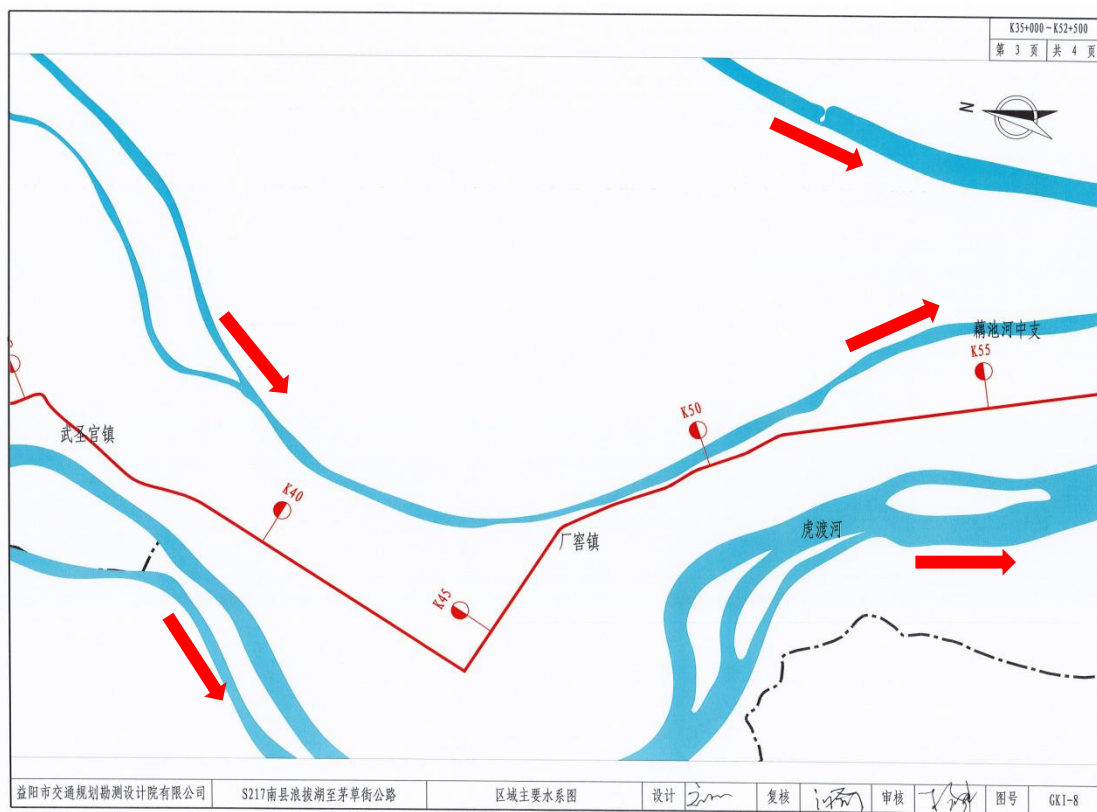 K35+000~K52+500
第 3 页 共 4 页
N
藕池河中支
K55
K50
武圣宫镇
K40
虎渡河
厂窖镇
K45
益阳市交通规划勘测设计院有限公司 S217南县浪拔湖至茅草街公路 区域主要水系图 设计 复核 审核 图号 GKI-8